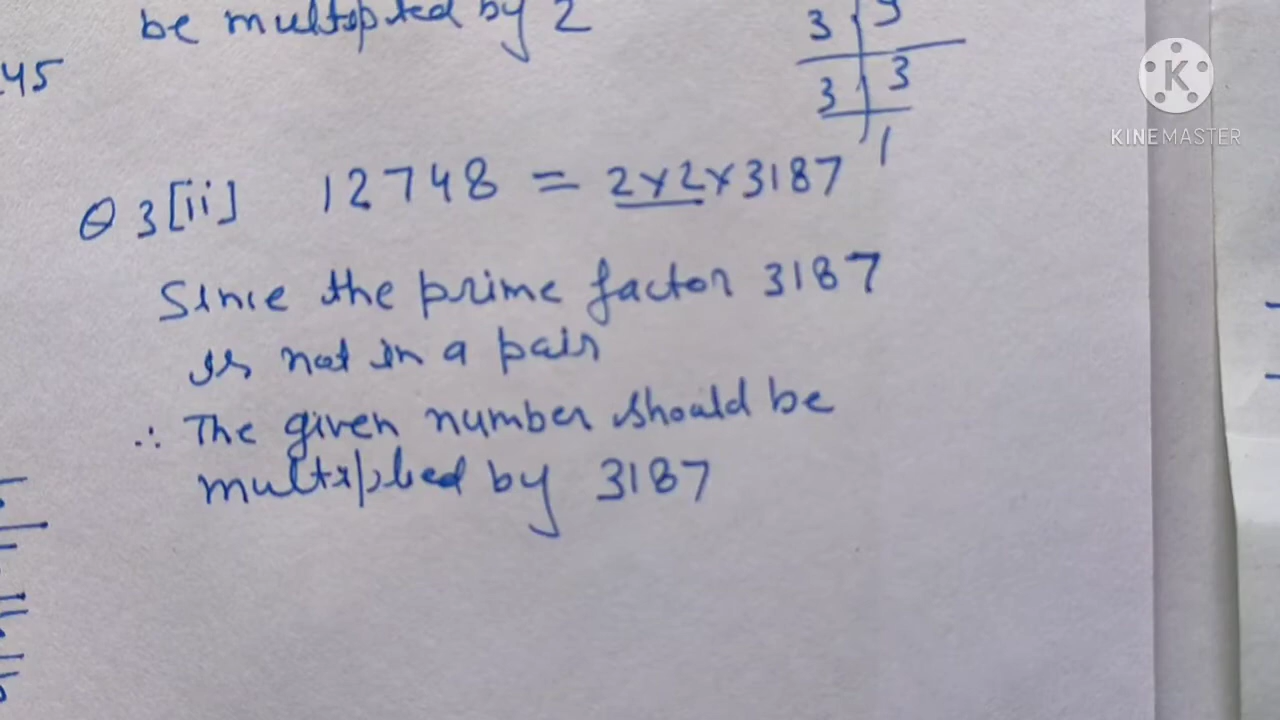 be multipled by 2
3 9
3 3
1
45
K
KINEMASTER
Q 3[ii] 12748 = 2×2×3187
Since the prime factor 3187
is not in a pair
∴ The given number should be
multiplied by 3187